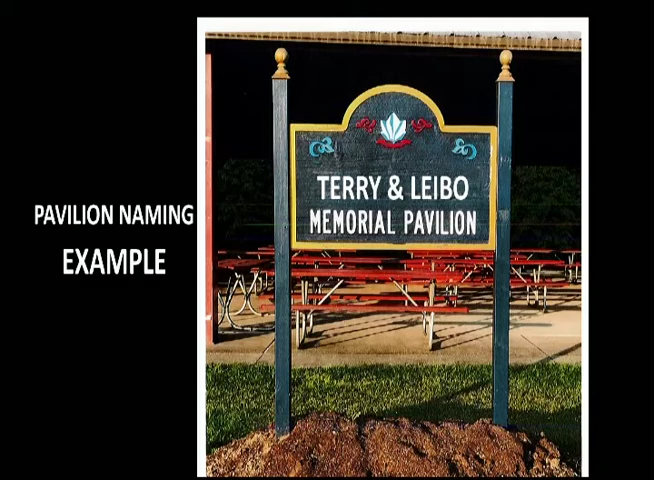 PAVILION NAMING
EXAMPLE
TERRY & LEIBO
MEMORIAL PAVILION